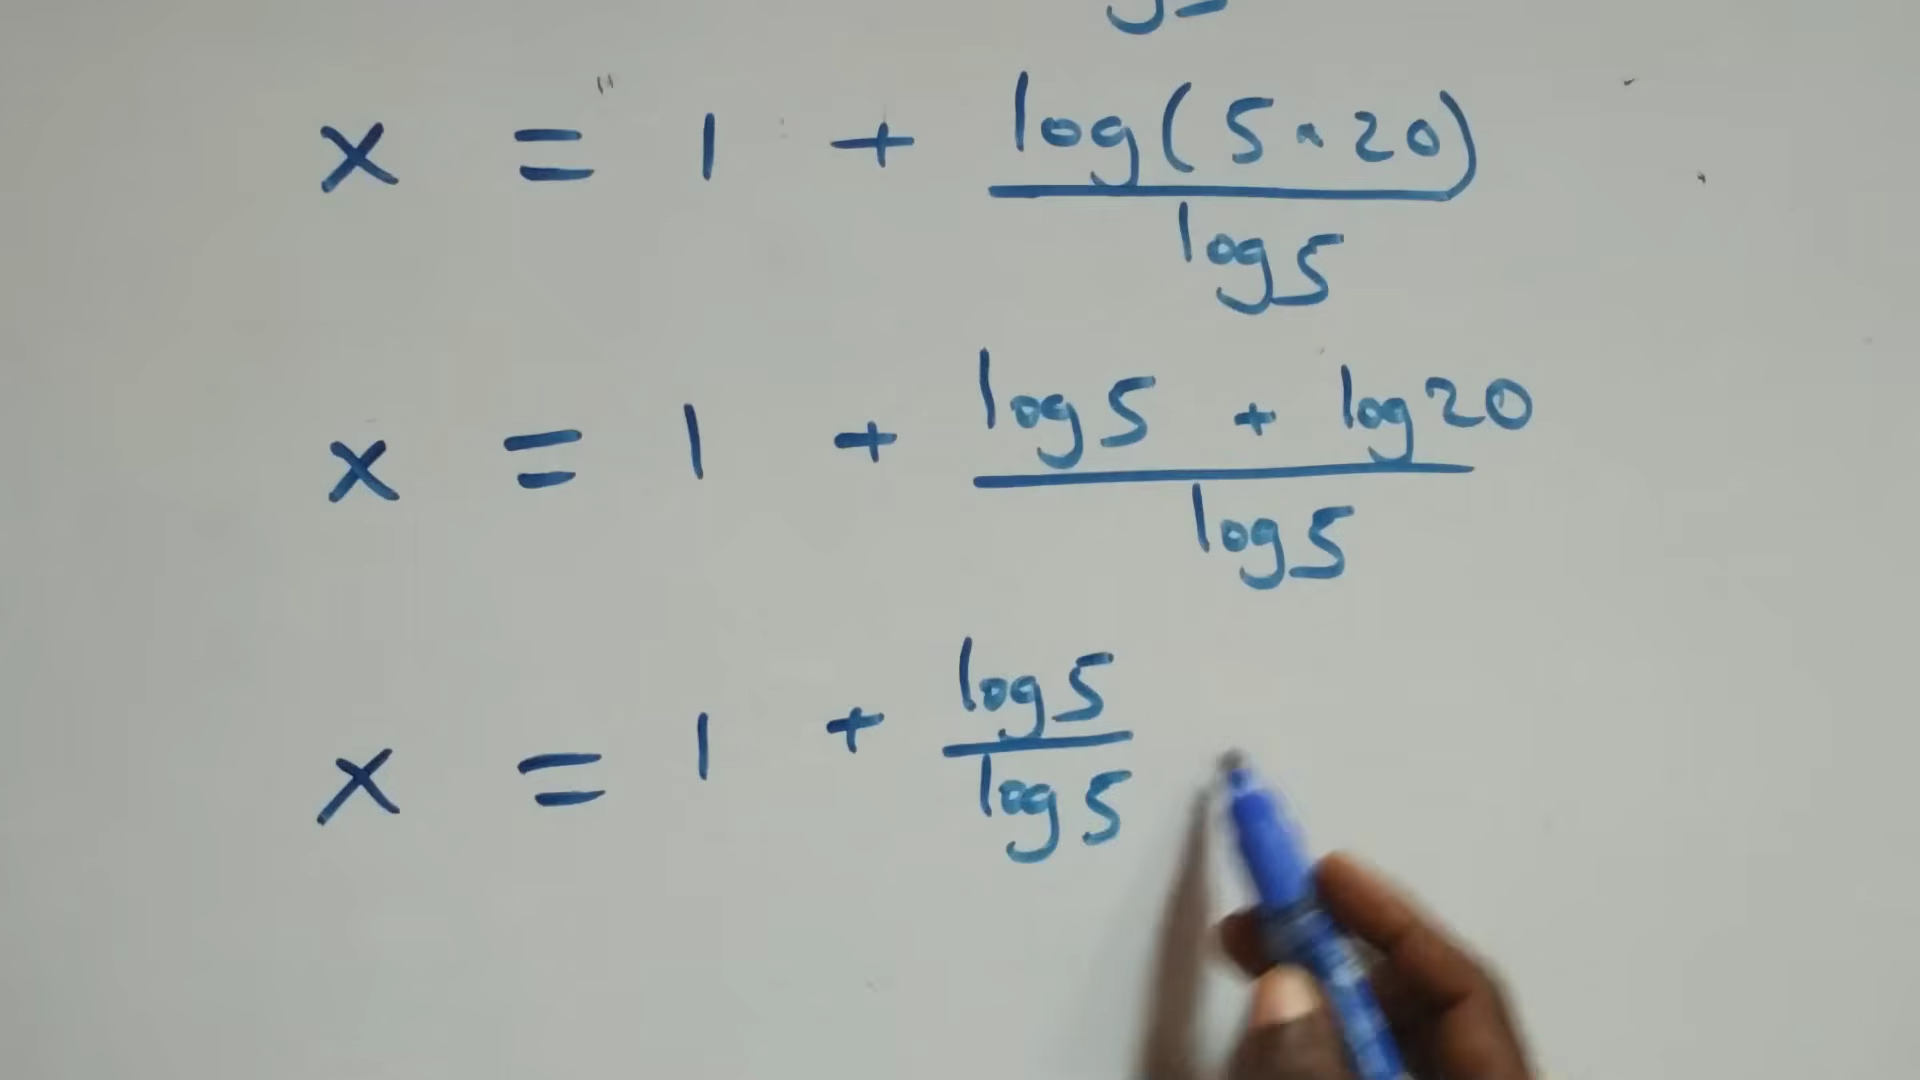 x = 1 + log(5 × 20) / log5
x = 1 + log5 + log20 / log5
x = 1 + log5 / log5